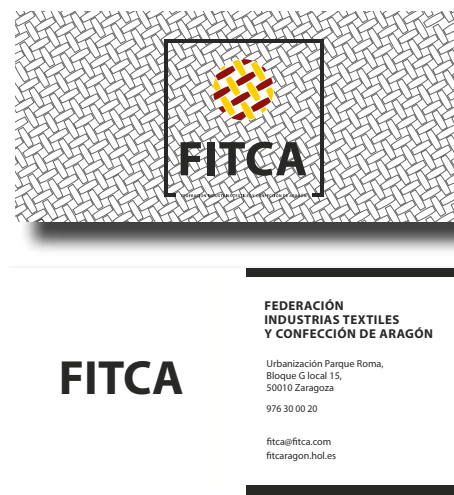 FITCA
FITCA
FEDERACIÓN
INDUSTRIAS TEXTILES
Y CONFECCIÓN DE ARAGÓN
Urbanización Parque Roma,
Bloque G local 15,
50010 Zaragoza
976 30 00 20
fitca@fitca.com
fitcaragon.hol.es